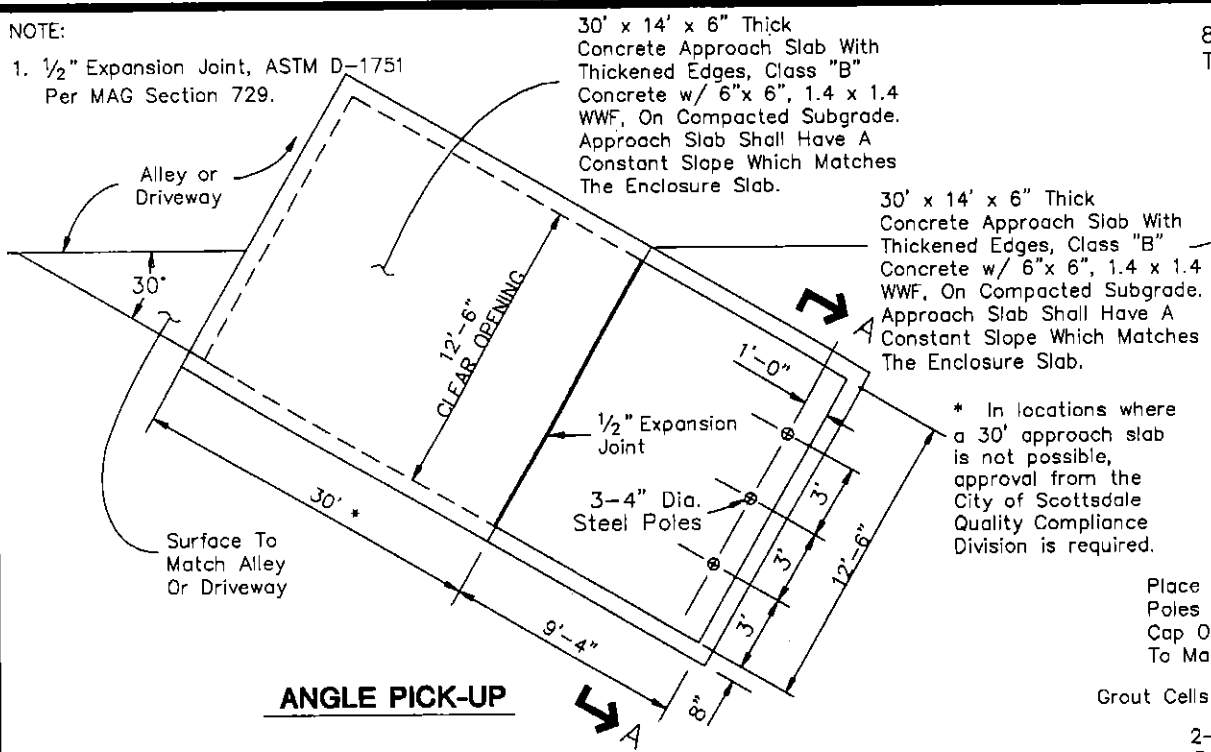 NOTE:
1. 1/2" Expansion Joint, ASTM D-1751
Per MAG Section 729.
30' x 14' x 6" Thick
Concrete Approach Slab With
Thickened Edges, Class "B"
Concrete w/ 6"x 6", 1.4 x 1.4
WWF, On Compacted Subgrade.
Approach Slab Shall Have A
Constant Slope Which Matches
The Enclosure Slab.
8
T
Alley or
Driveway
30°
30' x 14' x 6" Thick
Concrete Approach Slab With
Thickened Edges, Class "B"
Concrete w/ 6"x 6", 1.4 x 1.4
WWF, On Compacted Subgrade.
Approach Slab Shall Have A
Constant Slope Which Matches
The Enclosure Slab.
12'-6"
CLEAR OPENING
A
1'-0"
1/2" Expansion
Joint
3-4" Dia.
Steel Poles
* In locations where
a 30' approach slab
is not possible,
approval from the
City of Scottsdale
Quality Compliance
Division is required.
3'
3'
3'
12'-6"
30' *
9'-4"
8"
Surface To
Match Alley
Or Driveway
Place
Poles
Cap O
To Ma
Grout Cells
2-
ANGLE PICK-UP
A